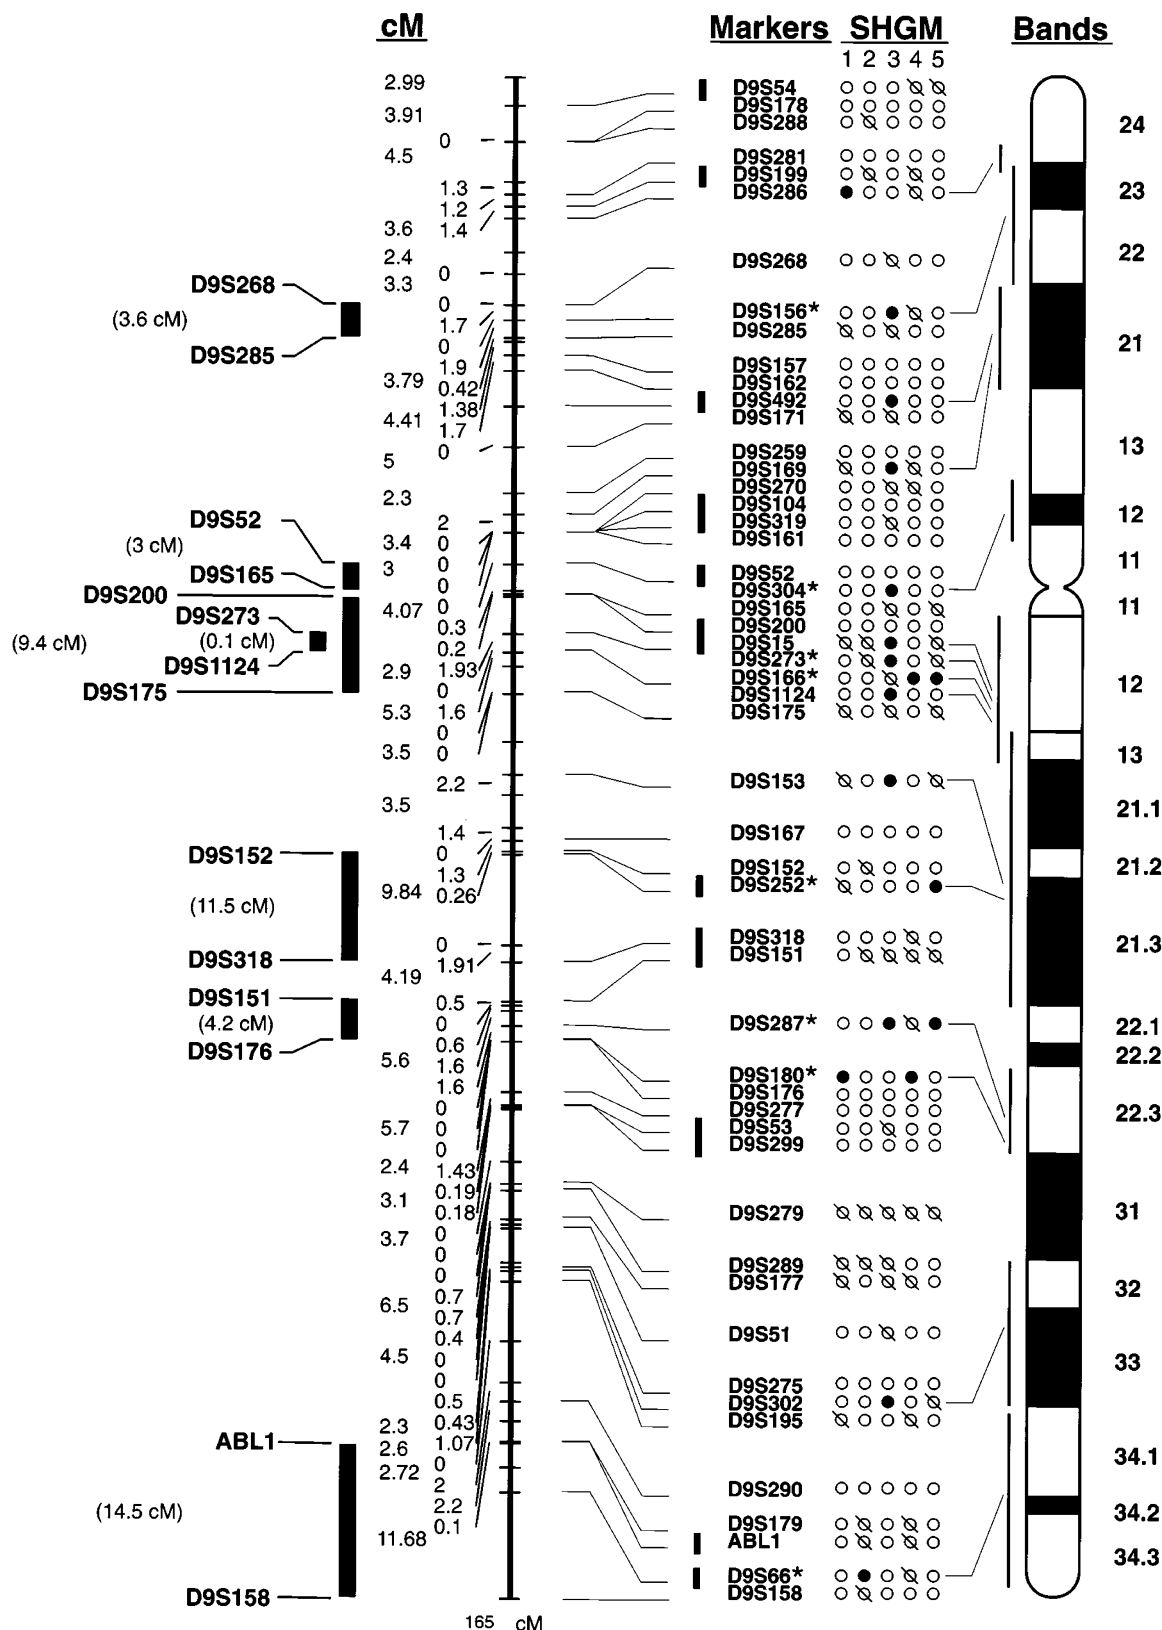 cM Markers SHGM Bands
1 2 3 4 5
2.99
3.91
0
4.5
1.3
1.2
3.6 1.4
2.4
0
3.3
0
1.7
0
1.9
3.79
0.42
1.38
4.41
1.7
0
5
2.3
2
3.4 0
0
3
0
4.07 0
0.3
0.2
2.9 1.93
5.3 1.6
0
3.5 0
2.2
3.5
1.4
0
1.3
9.84 0.26
0
1.91
4.19
0.5
0
0.6
5.6
1.6
1.6
0
5.7 0
0
2.4 1.43
0.19
3.1
0.18
3.7 0
0
0
0.7
6.5
0.7
0.4
4.5 0
0
0.5
2.3 0.43
2.6 1.07
2.72 0
2
2.2
0.1
11.68
165 cM
D9S268
(3.6 cM)
D9S285
D9S52
(3 cM)
D9S165
D9S200
D9S273
(9.4 cM) (0.1 cM)
D9S1124
D9S175
D9S152
(11.5 cM)
D9S318
D9S151
(4.2 cM)
D9S176
ABL1
(14.5 cM)
D9S158
D9S54
D9S178
D9S288
D9S281
D9S199
D9S286
D9S268
D9S156*
D9S285
D9S157
D9S162
D9S492
D9S171
D9S259
D9S169
D9S270
D9S104
D9S319
D9S161
D9S52
D9S304*
D9S165
D9S200
D9S15
D9S273*
D9S166*
D9S1124
D9S175
D9S153
D9S167
D9S152
D9S252*
D9S318
D9S151
D9S287*
D9S180*
D9S176
D9S277
D9S53
D9S299
D9S279
D9S289
D9S177
D9S51
D9S275
D9S302
D9S195
D9S290
D9S179
ABL1
D9S66*
D9S158
24
23
22
21
13
12
11
11
12
13
21.1
21.2
21.3
22.1
22.2
22.3
31
32
33
34.1
34.2
34.3